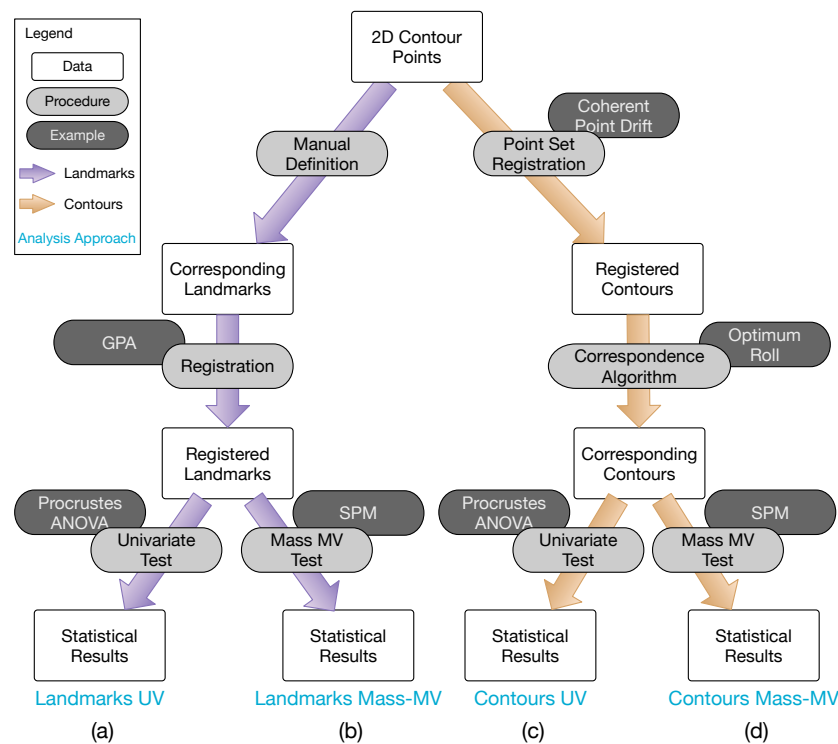 Legend
Data
Procedure
Example
Landmarks
Contours
Analysis Approach
2D Contour
Points
Manual
Definition
Point Set
Registration
Coherent
Point Drift
Corresponding
Landmarks
Registered
Contours
GPA
Registration
Correspondence
Algorithm
Optimum
Roll
Registered
Landmarks
Corresponding
Contours
Procrustes
ANOVA
Univariate
Test
SPM
Mass MV
Test
Procrustes
ANOVA
Univariate
Test
SPM
Mass MV
Test
Statistical
Results
Statistical
Results
Statistical
Results
Statistical
Results
Landmarks UV
Landmarks Mass-MV
Contours UV
Contours Mass-MV
(a)
(b)
(c)
(d)